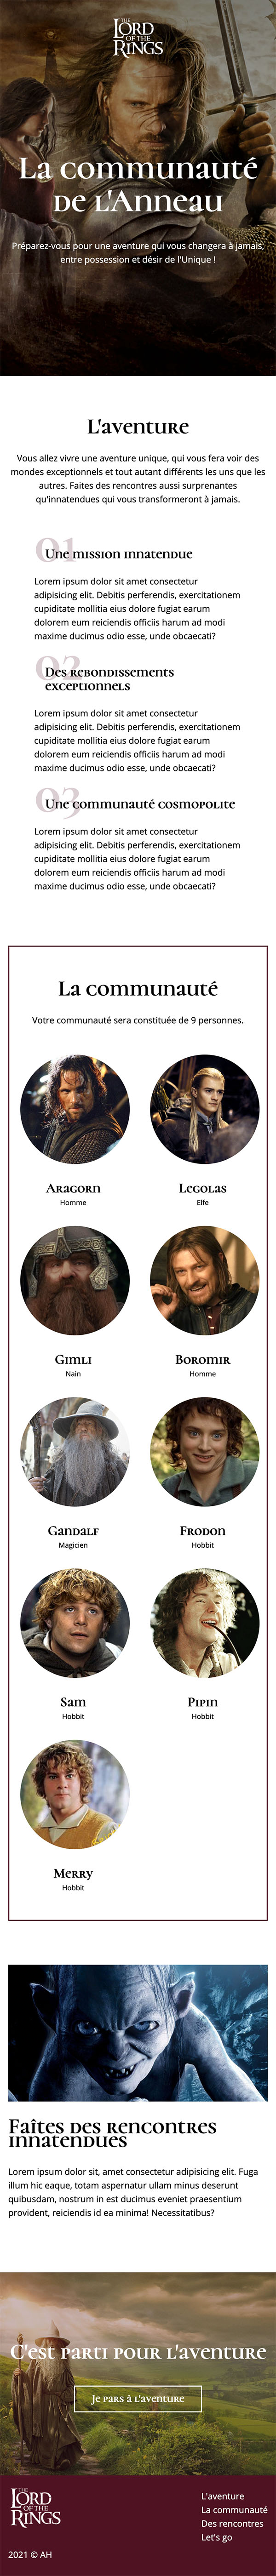 THE
LORD
OF THE
RINGS
La communauté
de l'Anneau
Préparez-vous pour une aventure qui vous changera à jamais,
entre possession et désir de l'Unique !
L'aventure
Vous allez vivre une aventure unique, qui vous fera voir des
mondes exceptionnels et tout autant différents les uns que les
autres. Faites des rencontres aussi surprenantes
qu'innatendues qui vous transformeront à jamais.
01
Une mission innatendue
Lorem ipsum dolor sit amet consectetur
adipisicing elit. Debitis perferendis, exercitationem
cupiditate mollitia eius dolore fugiat earum
dolorem eum reiciendis officiis harum ad modi
maxime ducimus odio esse, unde obcaecati?
02
Des rebondissements
exceptionnels
Lorem ipsum dolor sit amet consectetur
adipisicing elit. Debitis perferendis, exercitationem
cupiditate mollitia eius dolore fugiat earum
dolorem eum reiciendis officiis harum ad modi
maxime ducimus odio esse, unde obcaecati?
03
Une communauté cosmopolite
Lorem ipsum dolor sit amet consectetur
adipisicing elit. Debitis perferendis, exercitationem
cupiditate mollitia eius dolore fugiat earum
dolorem eum reiciendis officiis harum ad modi
maxime ducimus odio esse, unde obcaecati?
La communauté
Votre communauté sera constituée de 9 personnes.
Aragorn
Homme
Legolas
Elfe
Gimli
Nain
Boromir
Homme
Gandalf
Magicien
Frodon
Hobbit
Sam
Hobbit
Pipin
Hobbit
Merry
Hobbit
Faîtes des rencontres
innatendues
Lorem ipsum dolor sit, amet consectetur adipisicing elit. Fuga
illum hic eaque, totam aspernatur ullam minus deserunt
quibusdam, nostrum in est ducimus eveniet praesentium
provident, reiciendis id ea minima! Necessitatibus?
C'est parti pour l'aventure
Je pars à l'aventure
THE
LORD
OF THE
RINGS
2021 © AH
L'aventure
La communauté
Des rencontres
Let's go